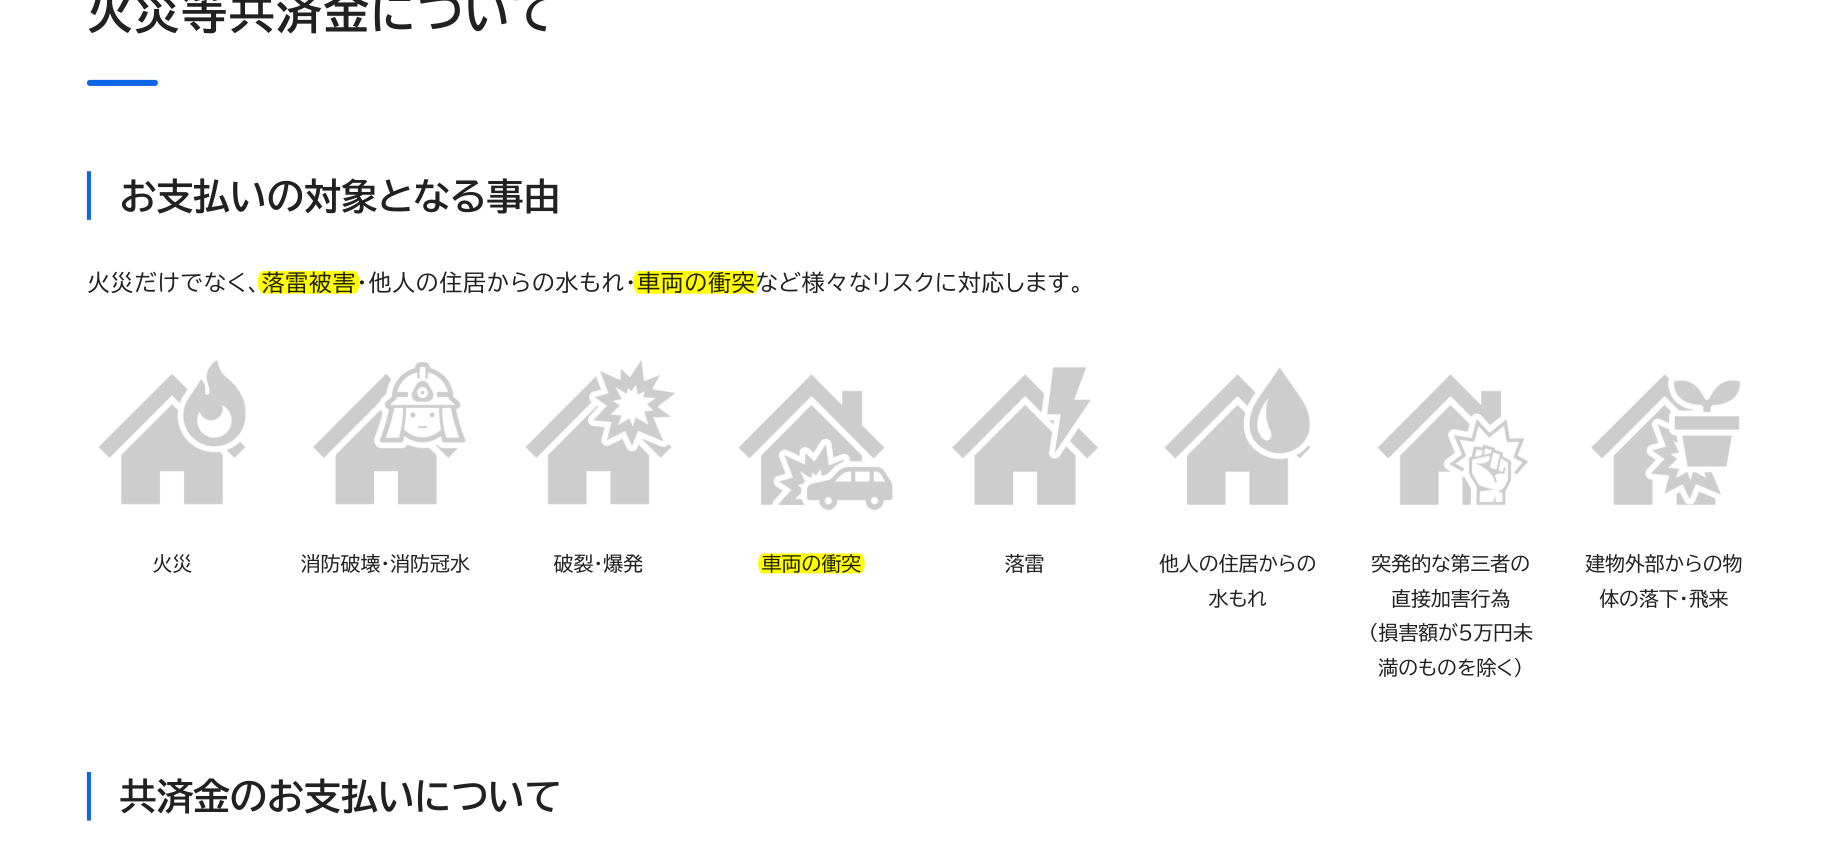 火災等共済金について
お支払いの対象となる事由
火災だけでなく、落雷被害・他人の住居からの水もれ・車両の衝突など様々なリスクに対応します。
火災
消防破壊・消防冠水
破裂・爆発
車両の衝突
落雷
他人の住居からの
水もれ
突発的な第三者の
直接加害行為
（損害額が5万円未
満のものを除く）
建物外部からの物
体の落下・飛来
共済金のお支払いについて